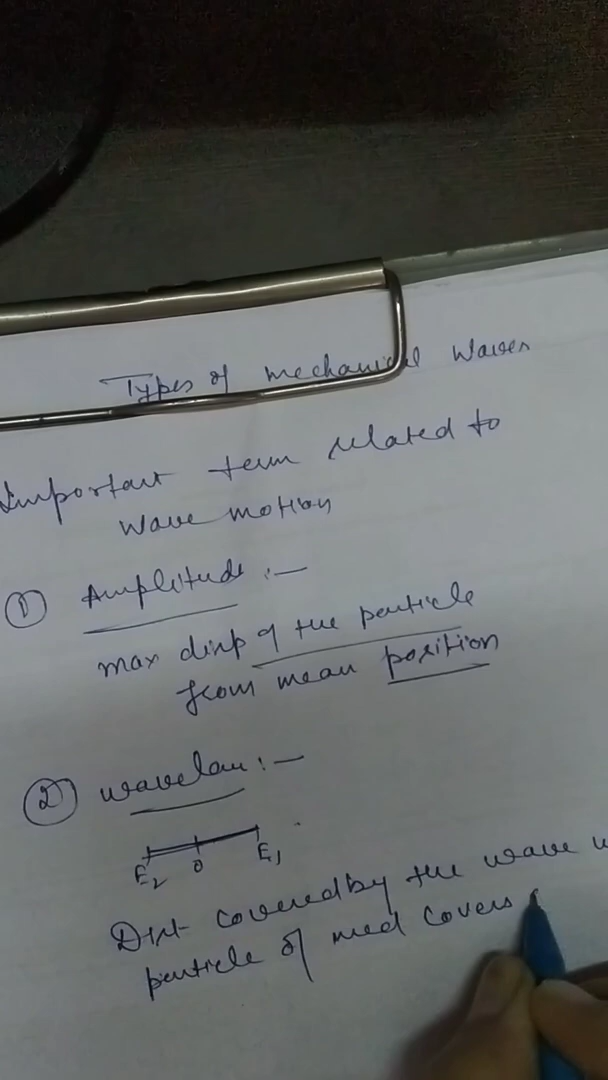 Types of mechanical waves
Important term related to
wave motion
① Amplitude :-
max disp of the particle
from mean position
② wavelan :-
E₂ O E₁
Dist covered by the wave w
particle of med covers